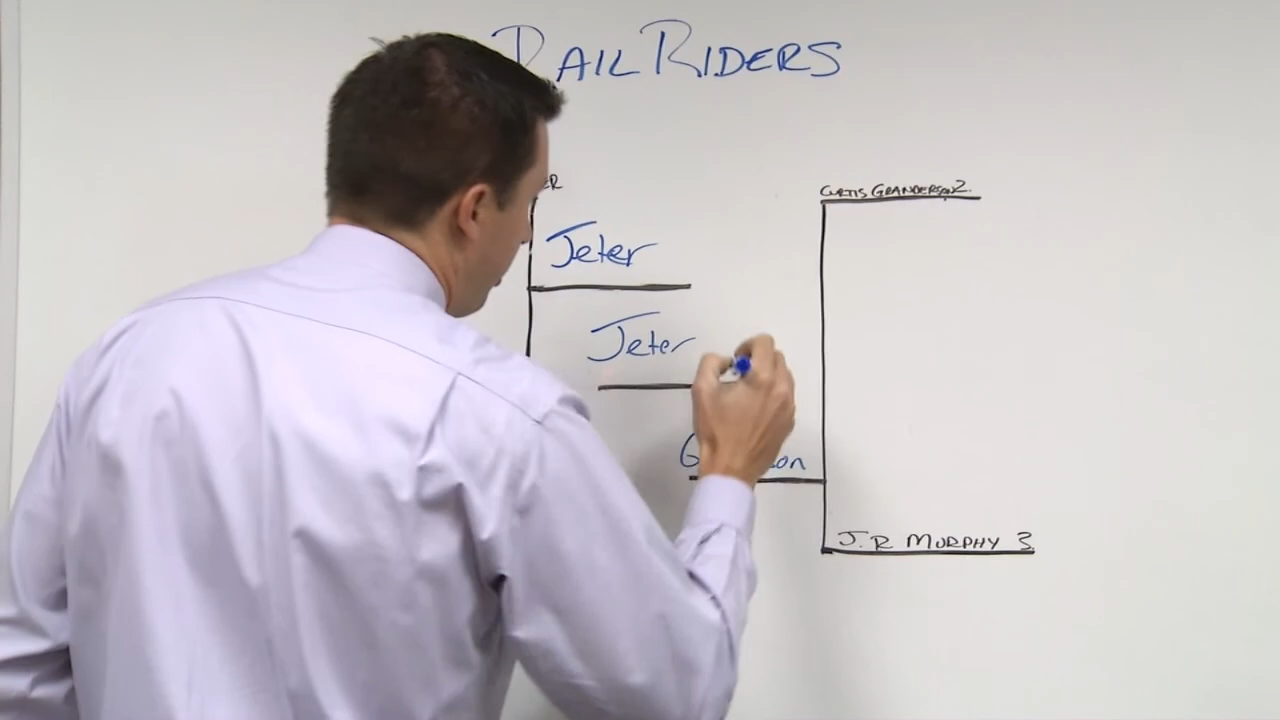 RAILRIDERS
CURTIS GRANDERSON 2
Jeter
Jeter
J.R MURPHY 3